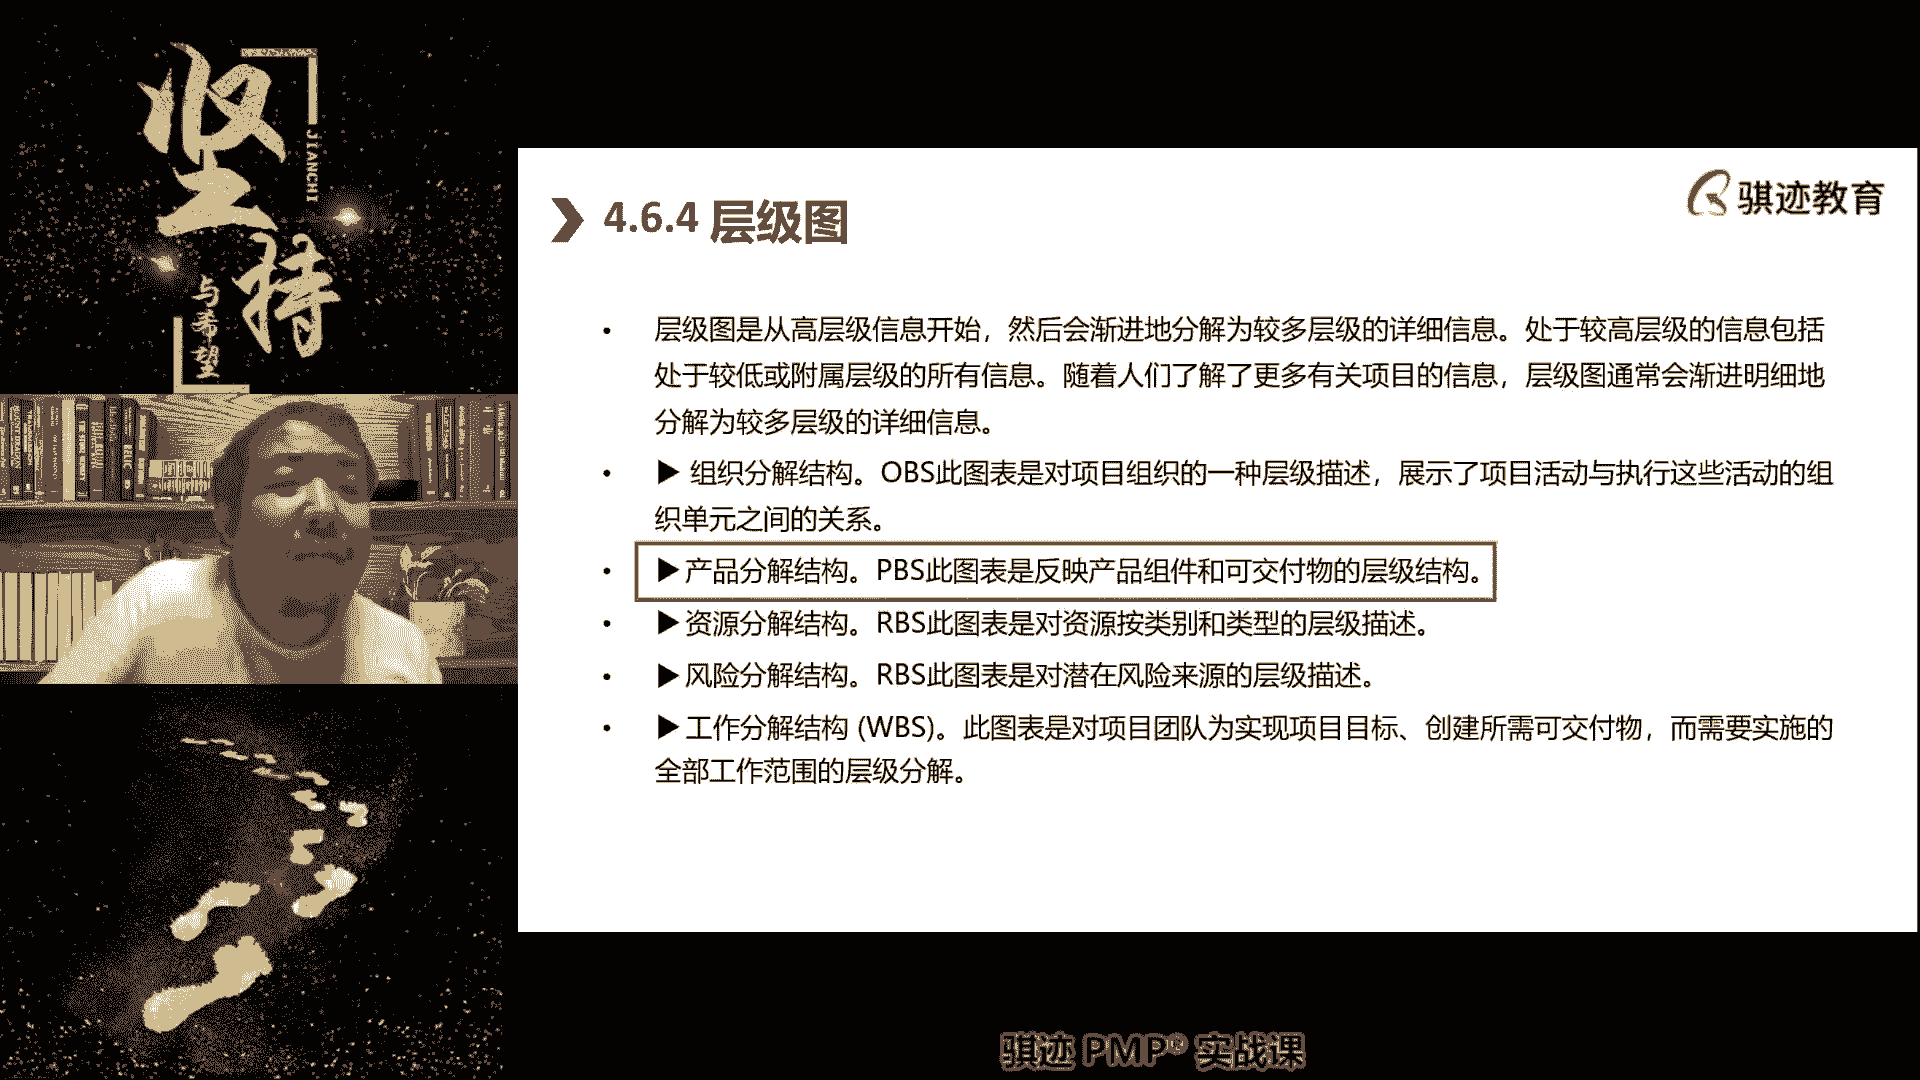 坚持
JIANCHI
与希望
骐迹教育
4.6.4 层级图
• 层级图是从高层级信息开始，然后会渐进地分解为较多层级的详细信息。处于较高层级的信息包括
处于较低或附属层级的所有信息。随着人们了解了更多有关项目的信息，层级图通常会渐进明细地
分解为较多层级的详细信息。
• ▶ 组织分解结构。OBS此图表是对项目组织的一种层级描述，展示了项目活动与执行这些活动的组
织单元之间的关系。
• ▶产品分解结构。PBS此图表是反映产品组件和可交付物的层级结构。
• ▶资源分解结构。RBS此图表是对资源按类别和类型的层级描述。
• ▶风险分解结构。RBS此图表是对潜在风险来源的层级描述。
• ▶工作分解结构 (WBS)。此图表是对项目团队为实现项目目标、创建所需可交付物，而需要实施的
全部工作范围的层级分解。
骐迹 PMP® 实战课